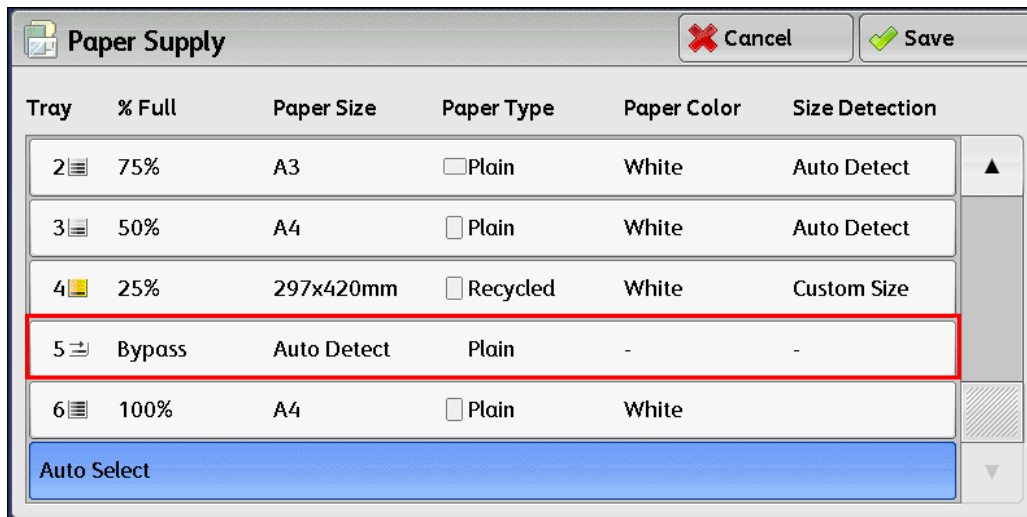 Paper Supply Cancel Save
Tray % Full Paper Size Paper Type Paper Color Size Detection
2 75% A3 Plain White Auto Detect
3 50% A4 Plain White Auto Detect
4 25% 297x420mm Recycled White Custom Size
5 Bypass Auto Detect Plain - -
6 100% A4 Plain White
Auto Select